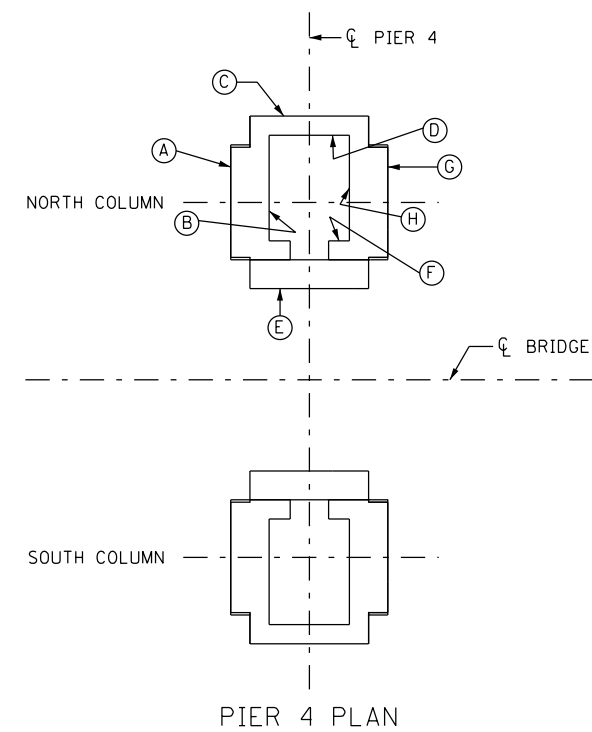 ℄ PIER 4
C
D
A
G
NORTH COLUMN
H
B
F
E
℄ BRIDGE
SOUTH COLUMN
PIER 4 PLAN